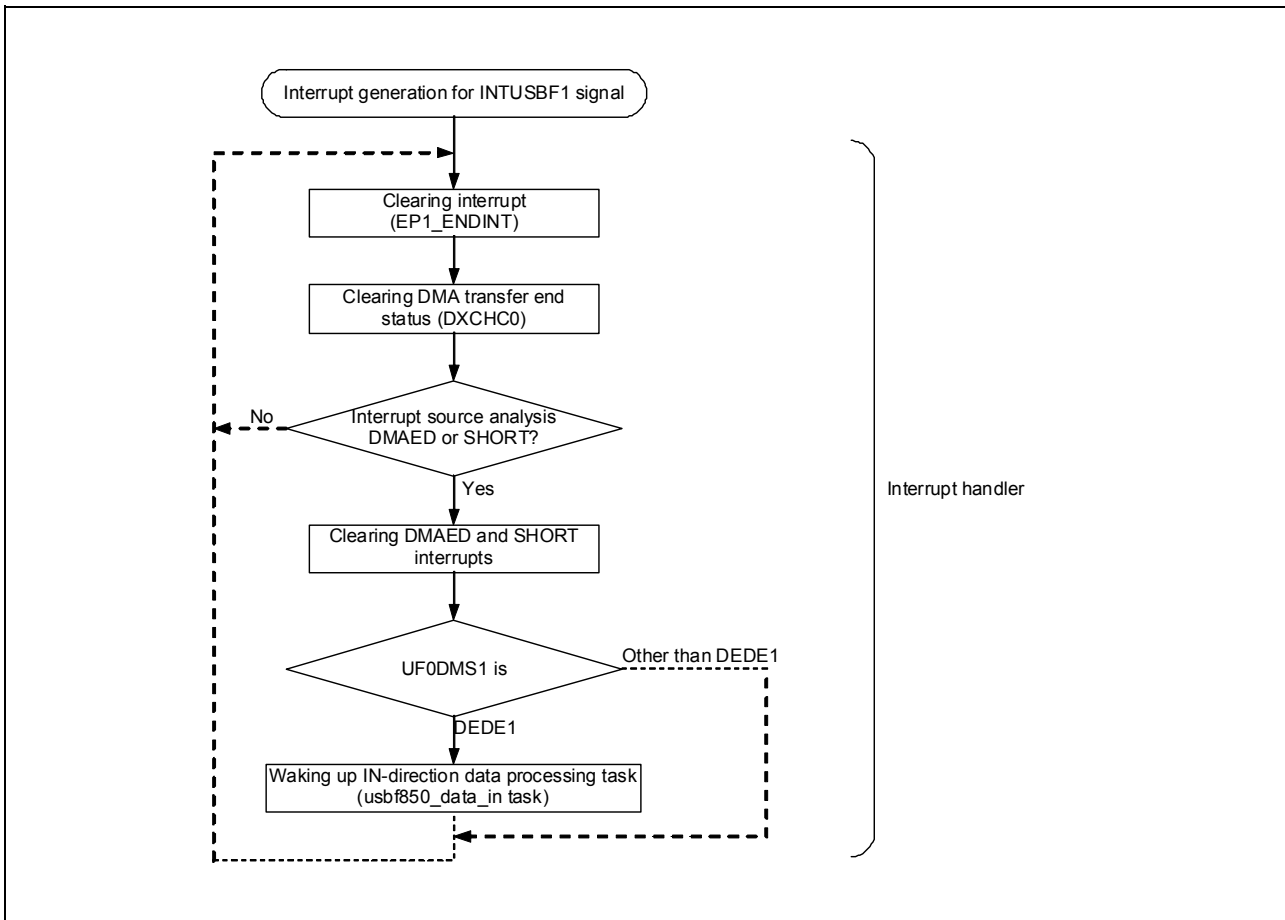 Interrupt generation for INTUSBF1 signal
Clearing interrupt
(EP1_ENDINT)
Clearing DMA transfer end
status (DXCHC0)
No
Interrupt source analysis
DMAED or SHORT?
Yes
Interrupt handler
Clearing DMAED and SHORT
interrupts
UF0DMS1 is
Other than DEDE1
DEDE1
Waking up IN-direction data processing task
(usbf850_data_in task)